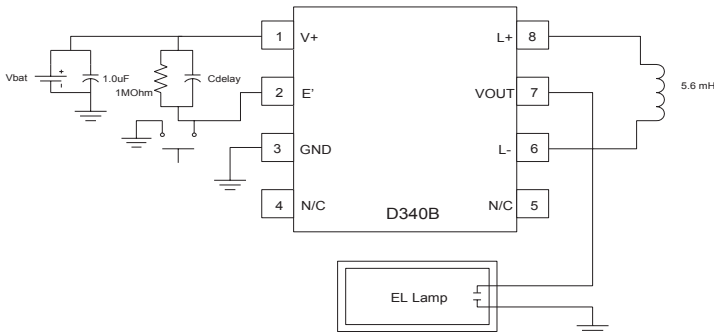 1 V+ L+ 8
Vbat + - 1.0uF 1MOhm Cdelay 5.6 mH
2 E' VOUT 7
3 GND L- 6
4 N/C N/C 5
D340B
EL Lamp